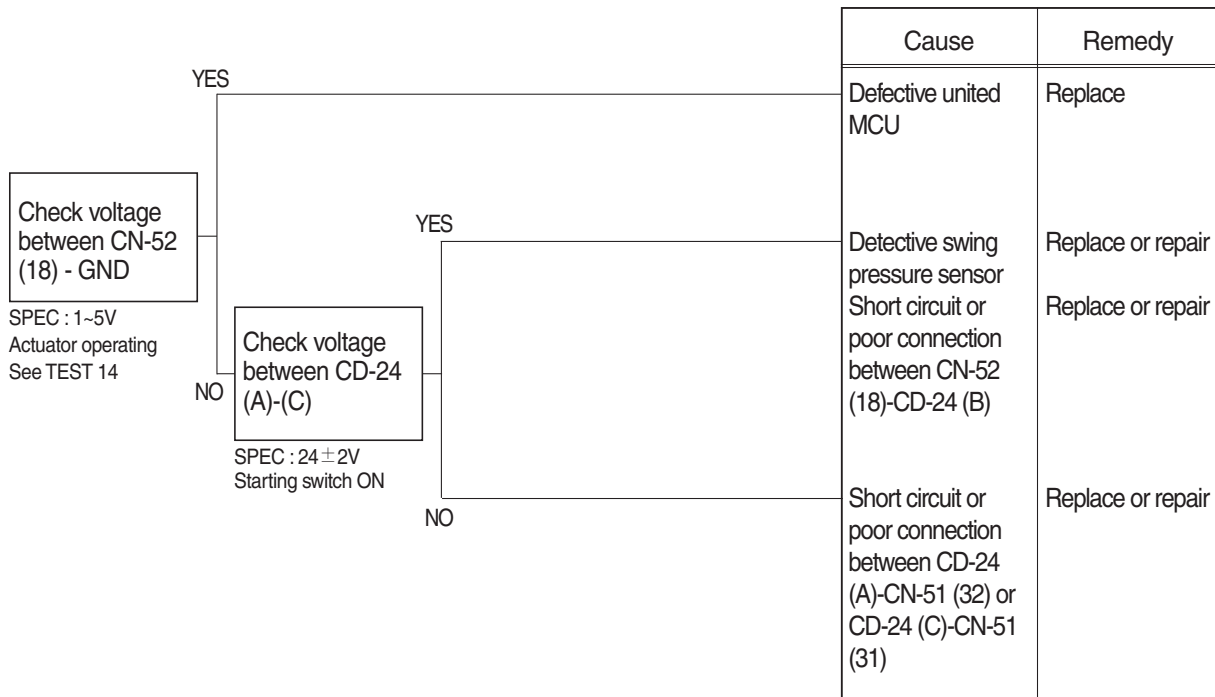 Cause
Remedy
YES
Defective united
MCU
Replace
Check voltage
between CN-52
(18) - GND
SPEC : 1~5V
Actuator operating
See TEST 14
YES
Detective swing
pressure sensor
Replace or repair
Short circuit or
poor connection
between CN-52
(18)-CD-24 (B)
Replace or repair
NO
Check voltage
between CD-24
(A)-(C)
SPEC : 24±2V
Starting switch ON
NO
Short circuit or
poor connection
between CD-24
(A)-CN-51 (32) or
CD-24 (C)-CN-51
(31)
Replace or repair